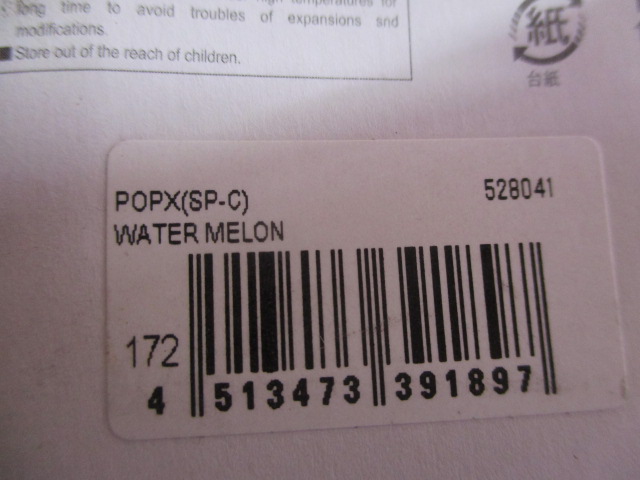 long time to avoid troubles of expansions snd
modifications.
■ Store out of the reach of children.
紙
台紙
POPX(SP-C)
528041
WATER MELON
172
4 513473 391897